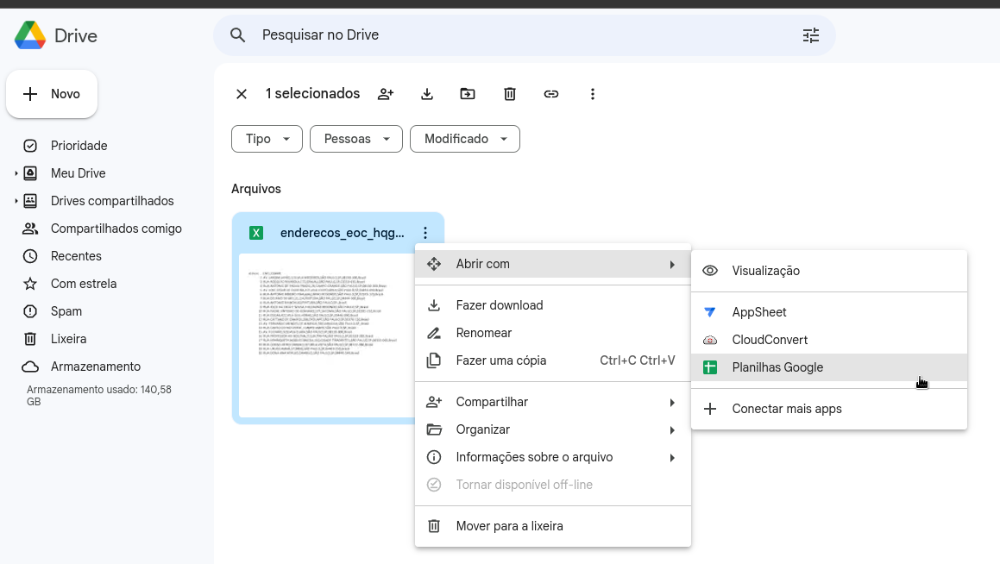 Drive
Pesquisar no Drive
Novo
1 selecionados
Tipo
Pessoas
Modificado
Prioridade
Meu Drive
Drives compartilhados
Compartilhados comigo
Recentes
Com estrela
Spam
Lixeira
Armazenamento
Armazenamento usado: 140,58
GB
Arquivos
enderecos_eoc_hqg...
Abrir com
Fazer download
Renomear
Fazer uma cópia Ctrl+C Ctrl+V
Compartilhar
Organizar
Informações sobre o arquivo
Tornar disponível off-line
Mover para a lixeira
Visualização
AppSheet
CloudConvert
Planilhas Google
Conectar mais apps